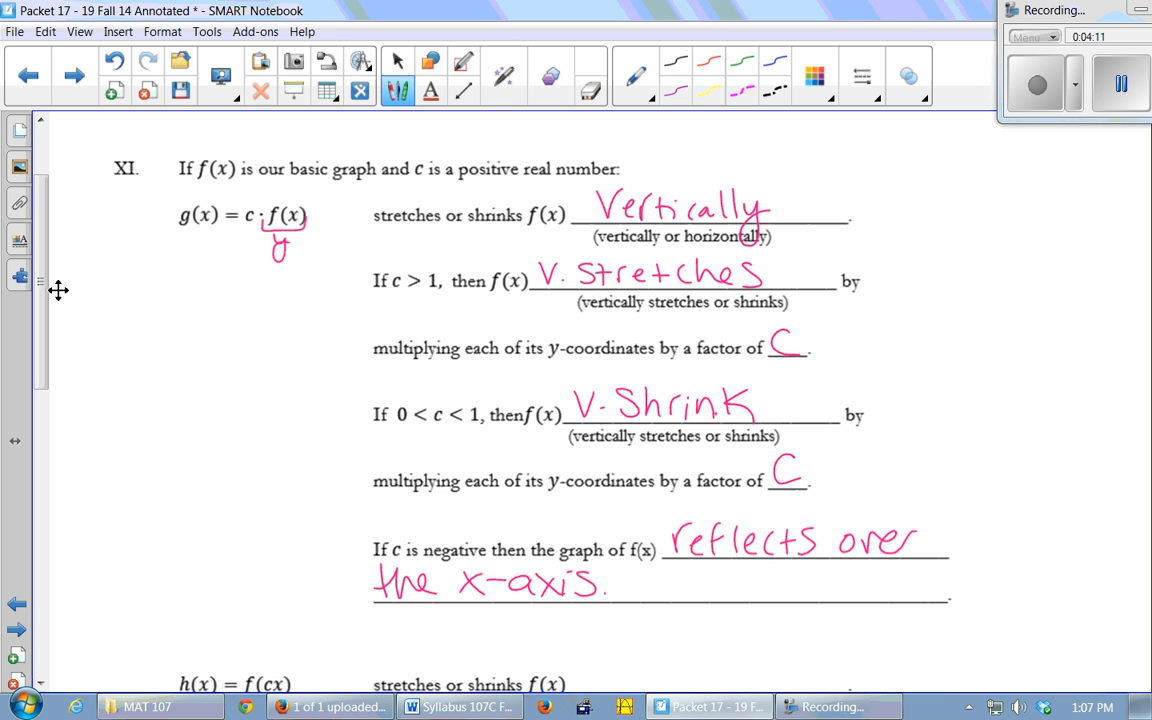 Packet 17 - 19 Fall 14 Annotated * - SMART Notebook
Recording...
File Edit View Insert Format Tools Add-ons Help
Menu
0:04:11
XI. If f(x) is our basic graph and c is a positive real number:
g(x) = c · f(x) stretches or shrinks f(x) Vertically.
y
(vertically or horizontally)
If c > 1, then f(x) V. Stretches by
(vertically stretches or shrinks)
multiplying each of its y-coordinates by a factor of C.
If 0 < c < 1, thenf(x) V. Shrink by
(vertically stretches or shrinks)
multiplying each of its y-coordinates by a factor of C.
If c is negative then the graph of f(x) reflects over
the x-axis.
h(x) = f(cx) stretches or shrinks f(x) .
MAT 107
1 of 1 uploaded...
Syllabus 107C F...
Packet 17 - 19 F...
Recording...
1:07 PM